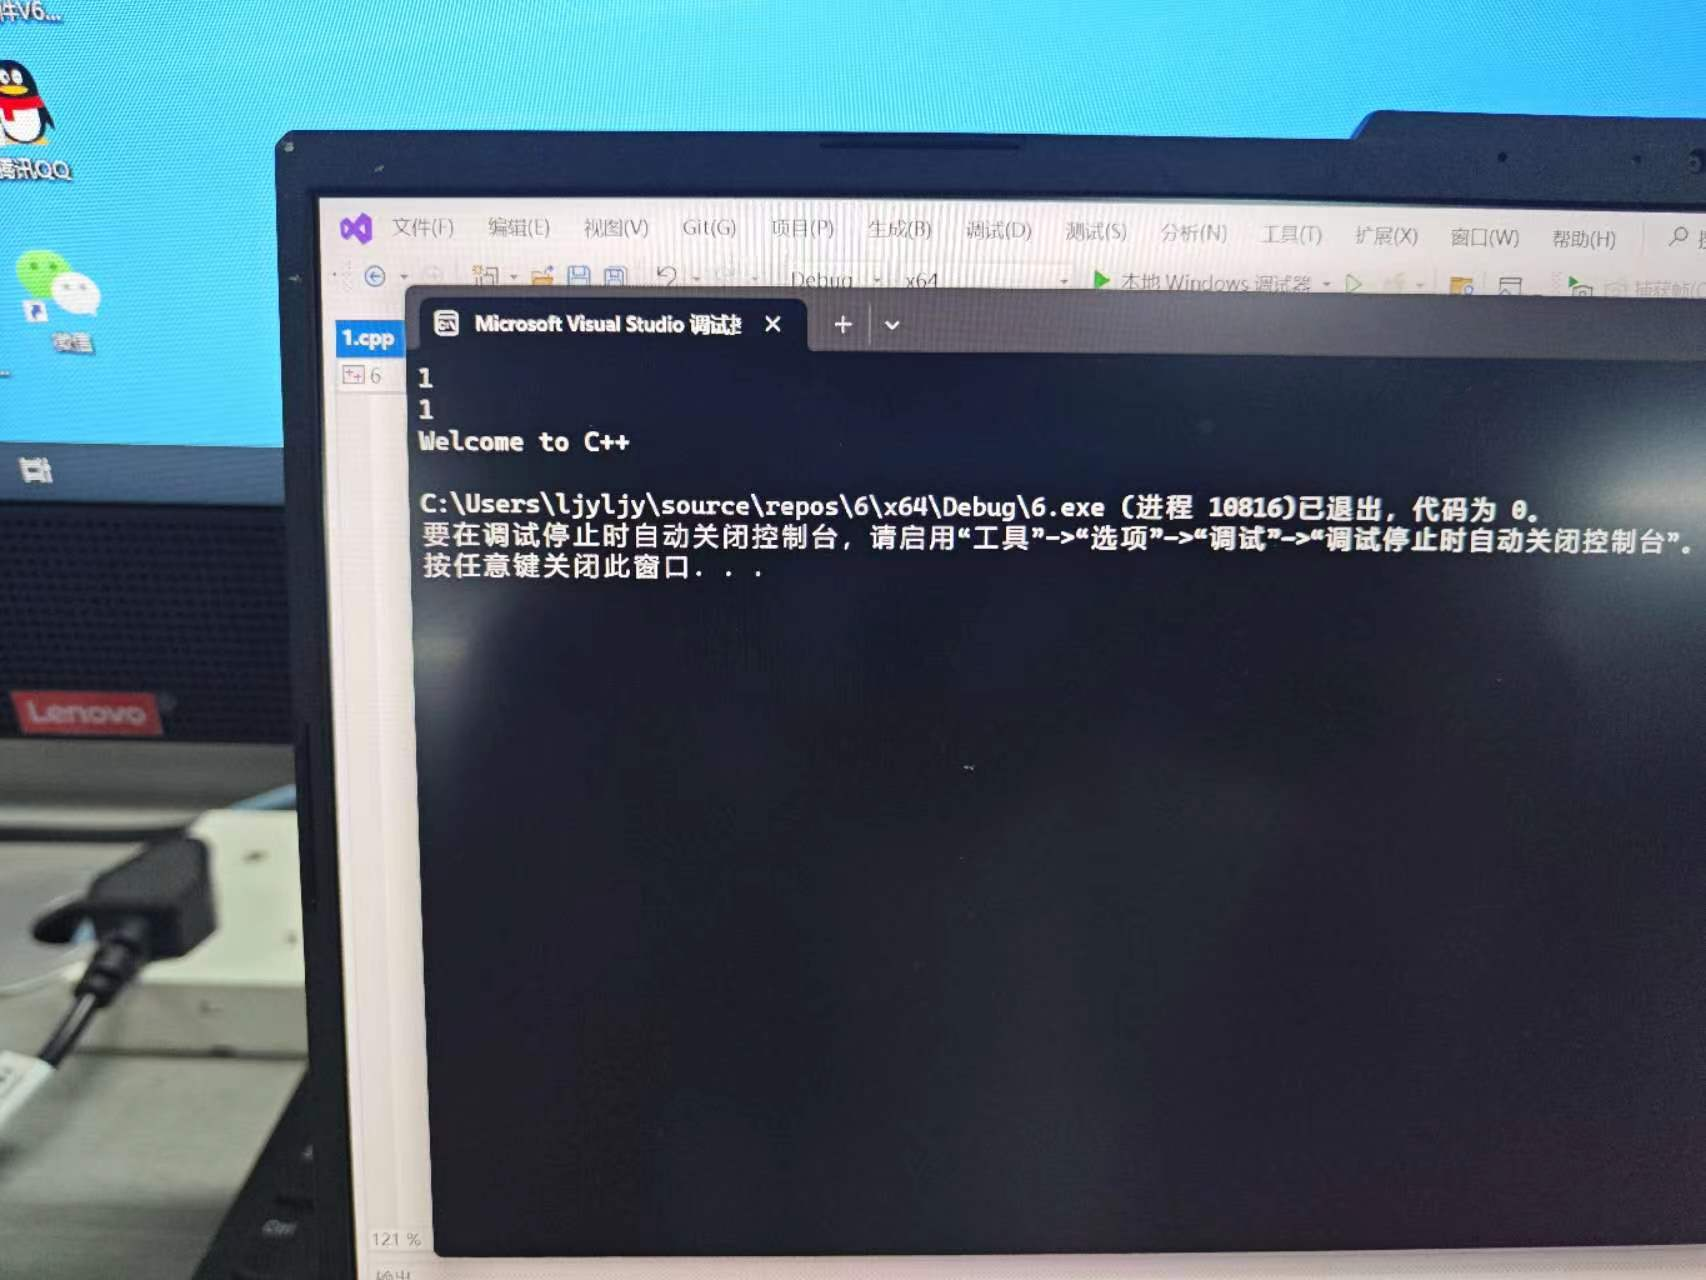 件V6...
腾讯QQ
微信
Lenovo
文件(F) 编辑(E) 视图(V) Git(G) 项目(P) 生成(B) 调试(D) 测试(S) 分析(N) 工具(T) 扩展(X) 窗口(W) 帮助(H)
Debug x64 本地 Windows 调试器
1.cpp
6
Microsoft Visual Studio 调试
1
1
Welcome to C++
C:\Users\ljyljy\source\repos\6\x64\Debug\6.exe (进程 10816)已退出，代码为 0。
要在调试停止时自动关闭控制台，请启用“工具”->“选项”->“调试”->“调试停止时自动关闭控制台”。
按任意键关闭此窗口. . .
121 %
输出